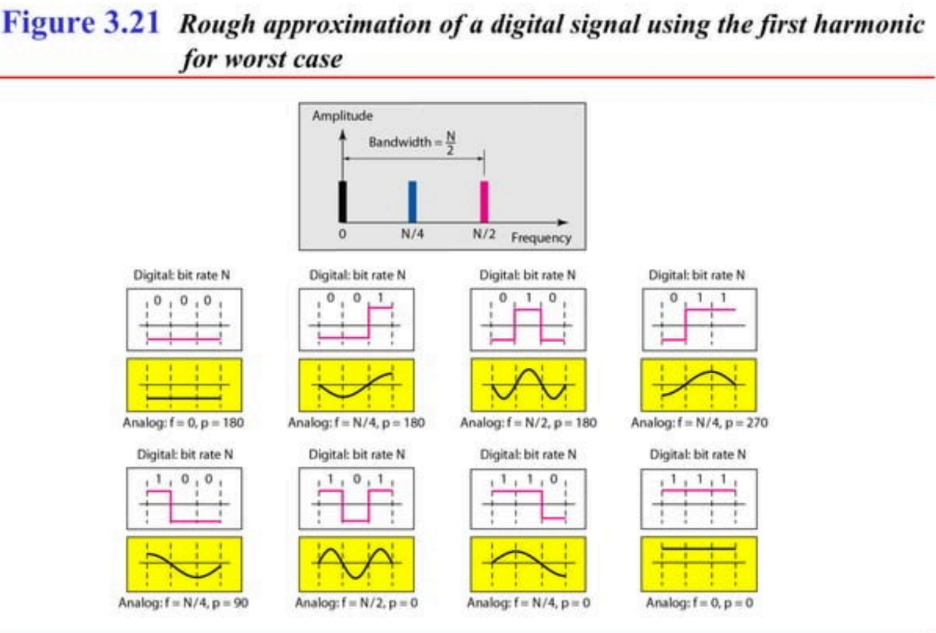 Figure 3.21 Rough approximation of a digital signal using the first harmonic
for worst case
Amplitude
Bandwidth = N/2
0 N/4 N/2 Frequency
Digital: bit rate N Digital: bit rate N Digital: bit rate N Digital: bit rate N
0 0 0 0 0 1 0 1 0 0 1 1
Analog: f = 0, p = 180 Analog: f = N/4, p = 180 Analog: f = N/2, p = 180 Analog: f = N/4, p = 270
Digital: bit rate N Digital: bit rate N Digital: bit rate N Digital: bit rate N
1 0 0 1 0 1 1 1 0 1 1 1
Analog: f = N/4, p = 90 Analog: f = N/2, p = 0 Analog: f = N/4, p = 0 Analog: f = 0, p = 0